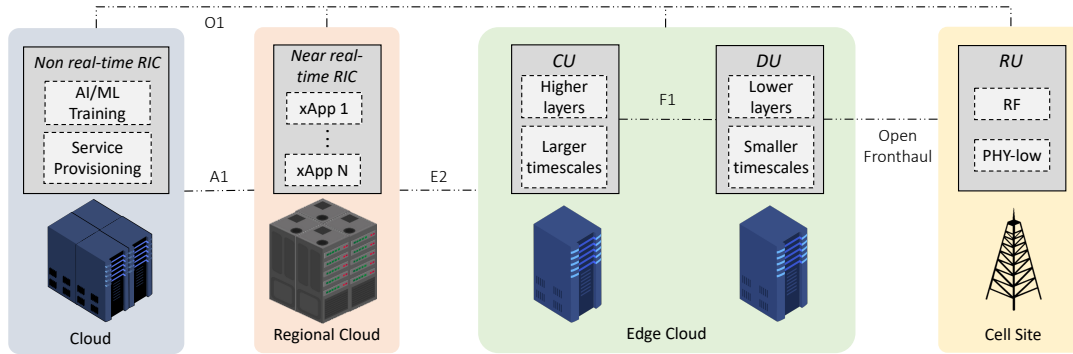 O1
Non real-time RIC
AI/ML
Training
Service
Provisioning
Cloud
A1
Near real-
time RIC
xApp 1
xApp N
Regional Cloud
E2
CU
Higher
layers
Larger
timescales
F1
DU
Lower
layers
Smaller
timescales
Edge Cloud
Open
Fronthaul
RU
RF
PHY-low
Cell Site